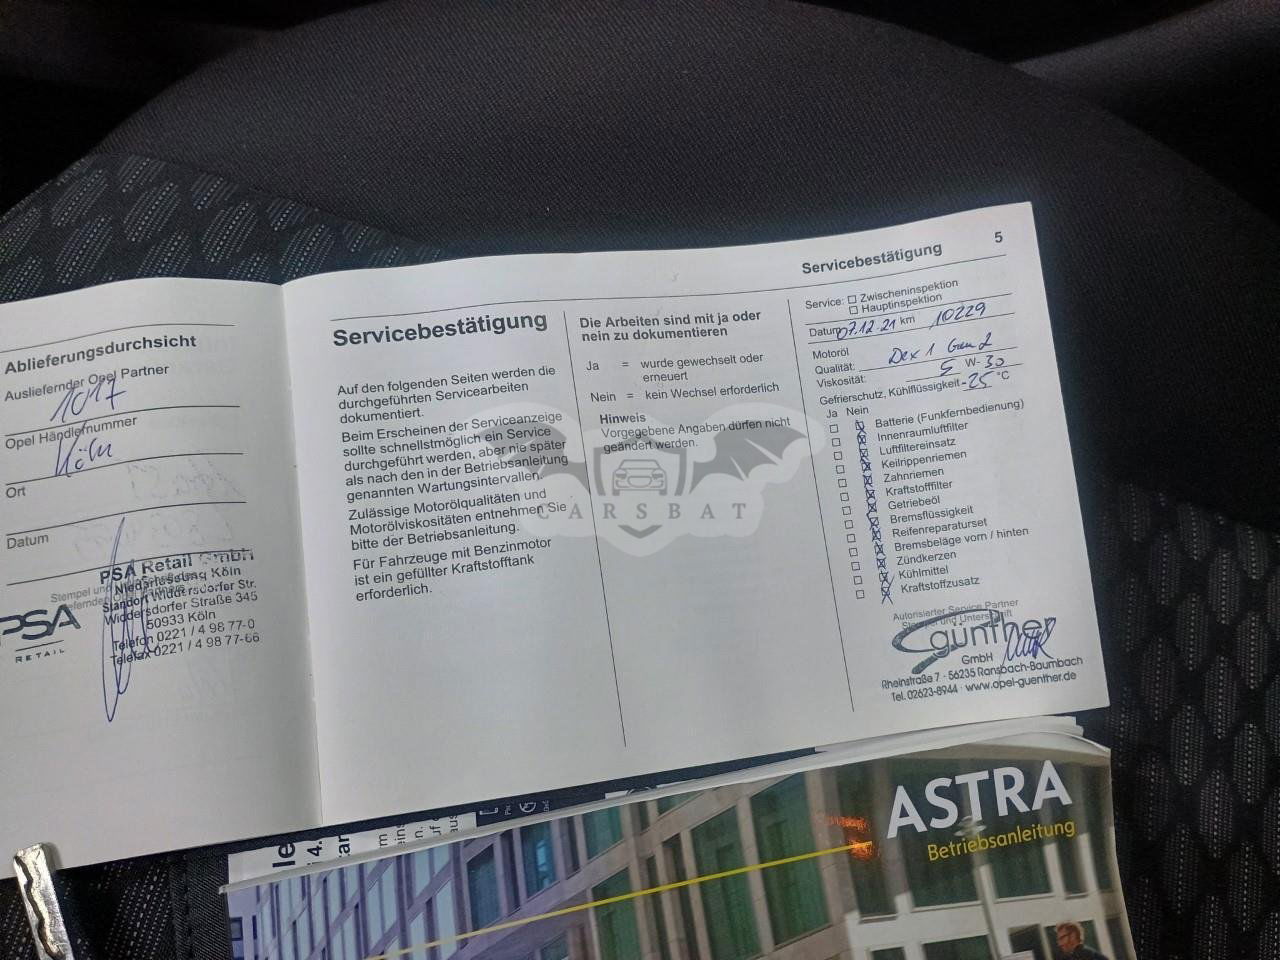 Ablieferungsdurchsicht
Ausliefernder Opel Partner
1017
Opel Händlernummer
Köln
Ort
Datum
PSA Retail GmbH
Niederlassung Köln
Standort Widdersdorfer Str.
Widdersdorfer Straße 345
50933 Köln
Telefon 0221 / 4 98 77-0
Telefax 0221 / 4 98 77-66
PSA
RETAIL
Servicebestätigung
Auf den folgenden Seiten werden die
durchgeführten Servicearbeiten
dokumentiert.
Beim Erscheinen der Serviceanzeige
sollte schnellstmöglich ein Service
durchgeführt werden, aber nie später
als nach den in der Betriebsanleitung
genannten Wartungsintervallen.
Zulässige Motorölqualitäten und
Motorölviskositäten entnehmen Sie
bitte der Betriebsanleitung.
Für Fahrzeuge mit Benzinmotor
ist ein gefüllter Kraftstofftank
erforderlich.
Die Arbeiten sind mit ja oder
nein zu dokumentieren
Ja = wurde gewechselt oder
erneuert
Nein = kein Wechsel erforderlich
Hinweis
Vorgegebene Angaben dürfen nicht
geändert werden.
CARSBAT
Servicebestätigung 5
Service: Zwischeninspektion
Hauptinspektion
Datum 07.12.21 km 10229
Motoröl
Qualität: Dex 1 Gen 2
Viskosität: 5 W-30
Gefrierschutz, Kühlflüssigkeit -25 °C
Ja Nein
Batterie (Funkfernbedienung)
Innenraumluftfilter
Luftfiltereinsatz
Keilrippenriemen
Zahnriemen
Kraftstofffilter
Getriebeöl
Bremsflüssigkeit
Reifenreparaturset
Bremsbeläge vorn / hinten
Zündkerzen
Kühlmittel
Kraftstoffzusatz
Autorisierter Service Partner
Stempel und Unterschrift
günther
GmbH
Rheinstraße 7 · 56235 Ransbach-Baumbach
Tel. 02623-8944 · www.opel-guenther.de
ASTRA
Betriebsanleitung